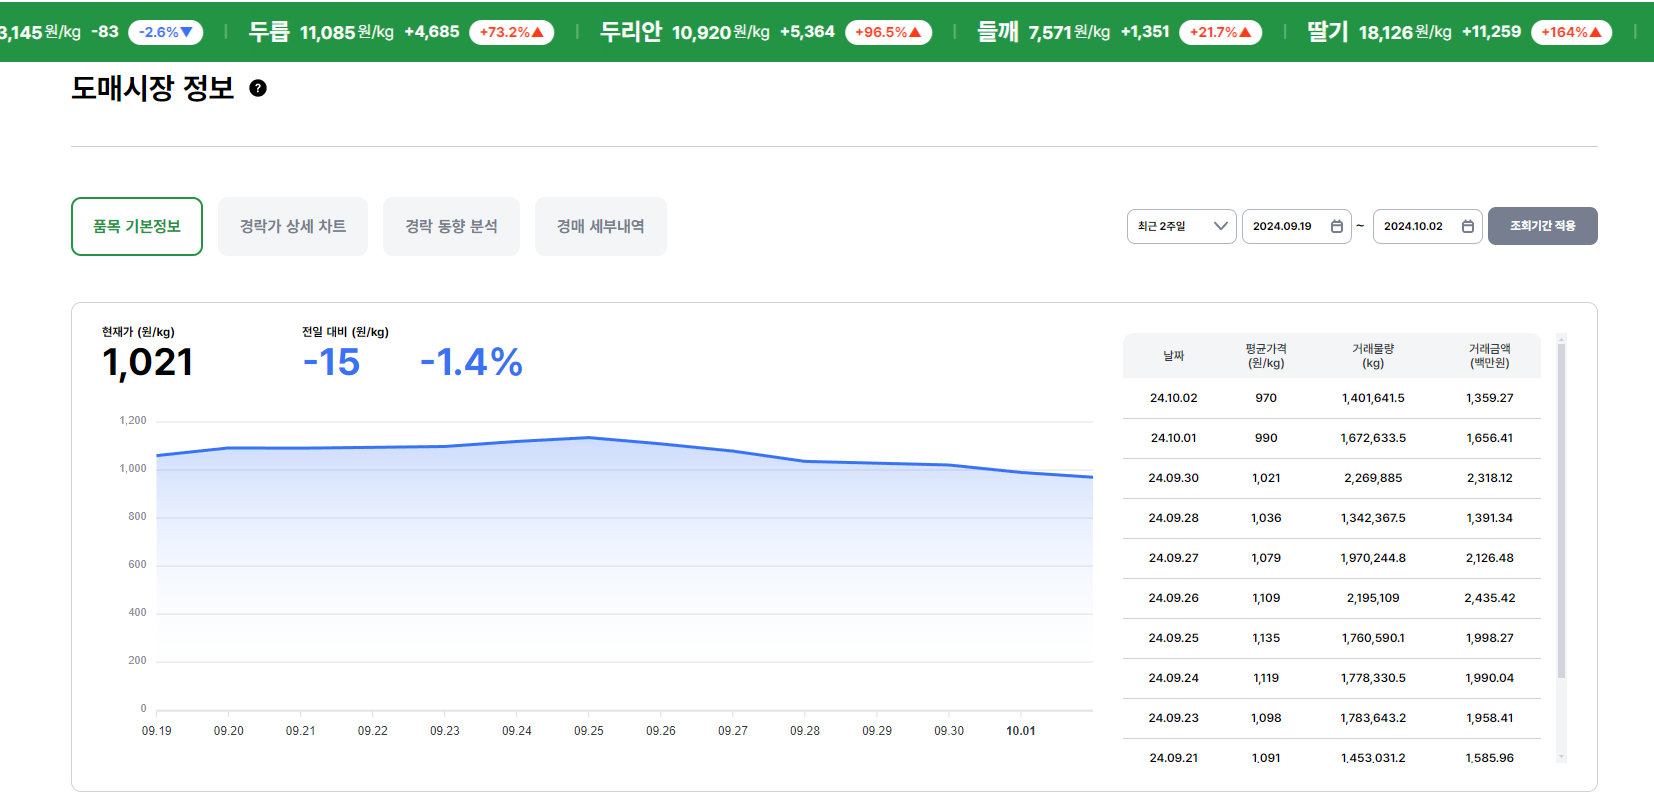 3,145원/kg -83 -2.6%▼ | 두릅 11,085원/kg +4,685 +73.2%▲ | 두리안 10,920원/kg +5,364 +96.5%▲ | 들깨 7,571원/kg +1,351 +21.7%▲ | 딸기 18,126원/kg +11,259 +164%▲ |
도매시장 정보 ?
품목 기본정보 경락가 상세 차트 경락 동향 분석 경매 세부내역 최근 2주일 2024.09.19 ~ 2024.10.02 조회기간 적용
현재가 (원/kg) 전일 대비 (원/kg)
1,021 -15 -1.4%
1,200
1,000
800
600
400
200
0
09.19 09.20 09.21 09.22 09.23 09.24 09.25 09.26 09.27 09.28 09.29 09.30 10.01
날짜 평균가격 (원/kg) 거래물량 (kg) 거래금액 (백만원)
24.10.02 970 1,401,641.5 1,359.27
24.10.01 990 1,672,633.5 1,656.41
24.09.30 1,021 2,269,885 2,318.12
24.09.28 1,036 1,342,367.5 1,391.34
24.09.27 1,079 1,970,244.8 2,126.48
24.09.26 1,109 2,195,109 2,435.42
24.09.25 1,135 1,760,590.1 1,998.27
24.09.24 1,119 1,778,330.5 1,990.04
24.09.23 1,098 1,783,643.2 1,958.41
24.09.21 1,091 1,453,031.2 1,585.96